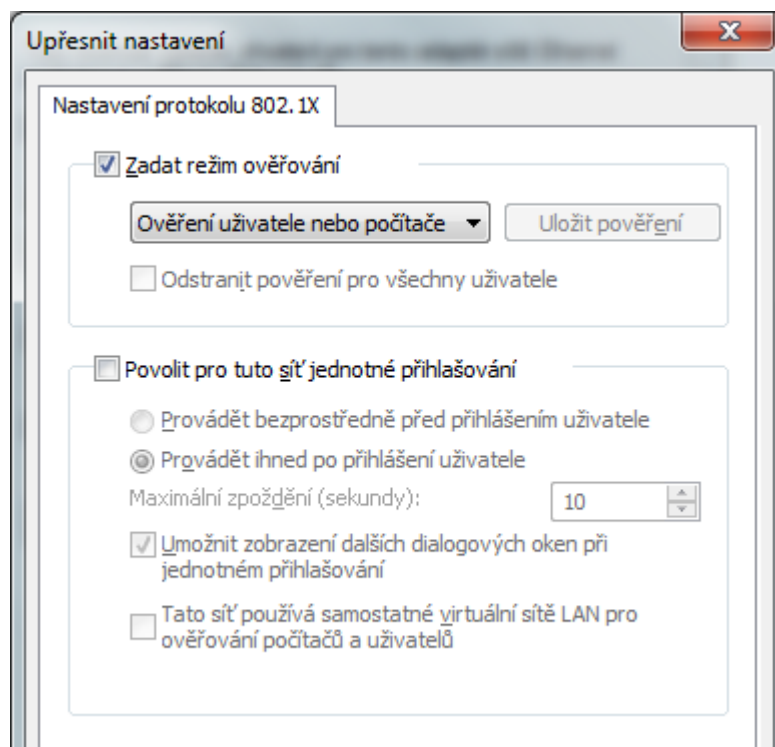 Upřesnit nastavení
Nastavení protokolu 802.1X
Zadat režim ověřování
Ověření uživatele nebo počítače
Uložit pověření
Odstranit pověření pro všechny uživatele
Povolit pro tuto síť jednotné přihlašování
Provádět bezprostředně před přihlášením uživatele
Provádět ihned po přihlášení uživatele
Maximální zpoždění (sekundy):
10
Umožnit zobrazení dalších dialogových oken při
jednotném přihlašování
Tato síť používá samostatné virtuální sítě LAN pro
ověřování počítačů a uživatelů